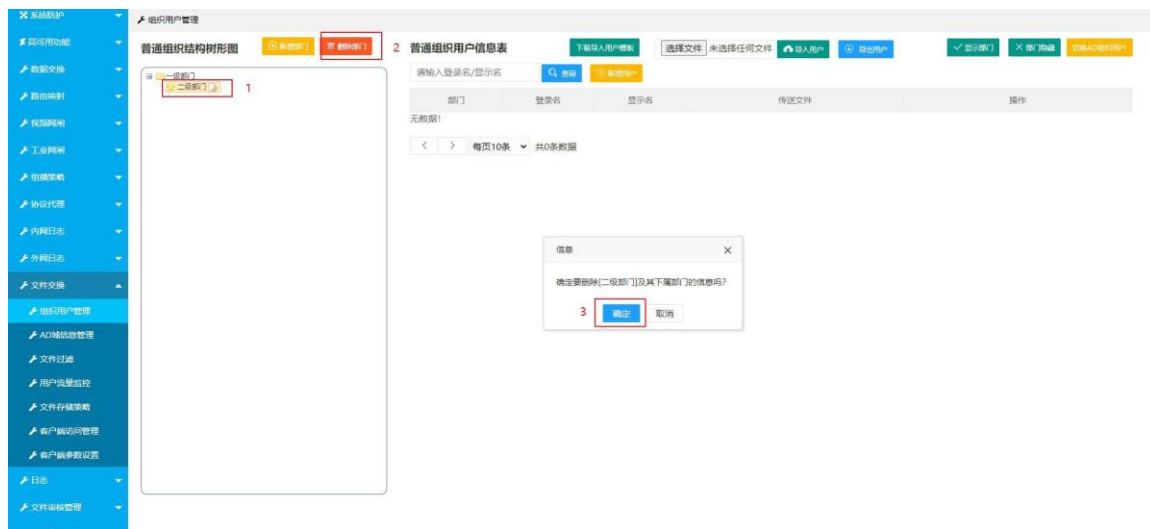 系统防护
高可用功能
数据交换
路由映射
视频网闸
工业网闸
组播策略
协议代理
内网日志
外网日志
文件交换
组织用户管理
AD域信息管理
文件过滤
用户流量监控
文件存储策略
客户端访问管理
客户端参数设置
日志
文件审核管理
组织用户管理
普通组织结构树形图
新增部门
删除部门
2
一级部门
二级部门
1
普通组织用户信息表
下载导入用户模板
选择文件 未选择任何文件
导入用户
导出用户
显示部门
部门隐藏
切换AD组织用户
请输入登录名/显示名
查询
新增用户
部门 登录名 显示名 传送文件 操作
无数据!
< > 每页10条 共0条数据
信息
确定要删除[二级部门]及其下属部门的信息吗?
3
确定
取消